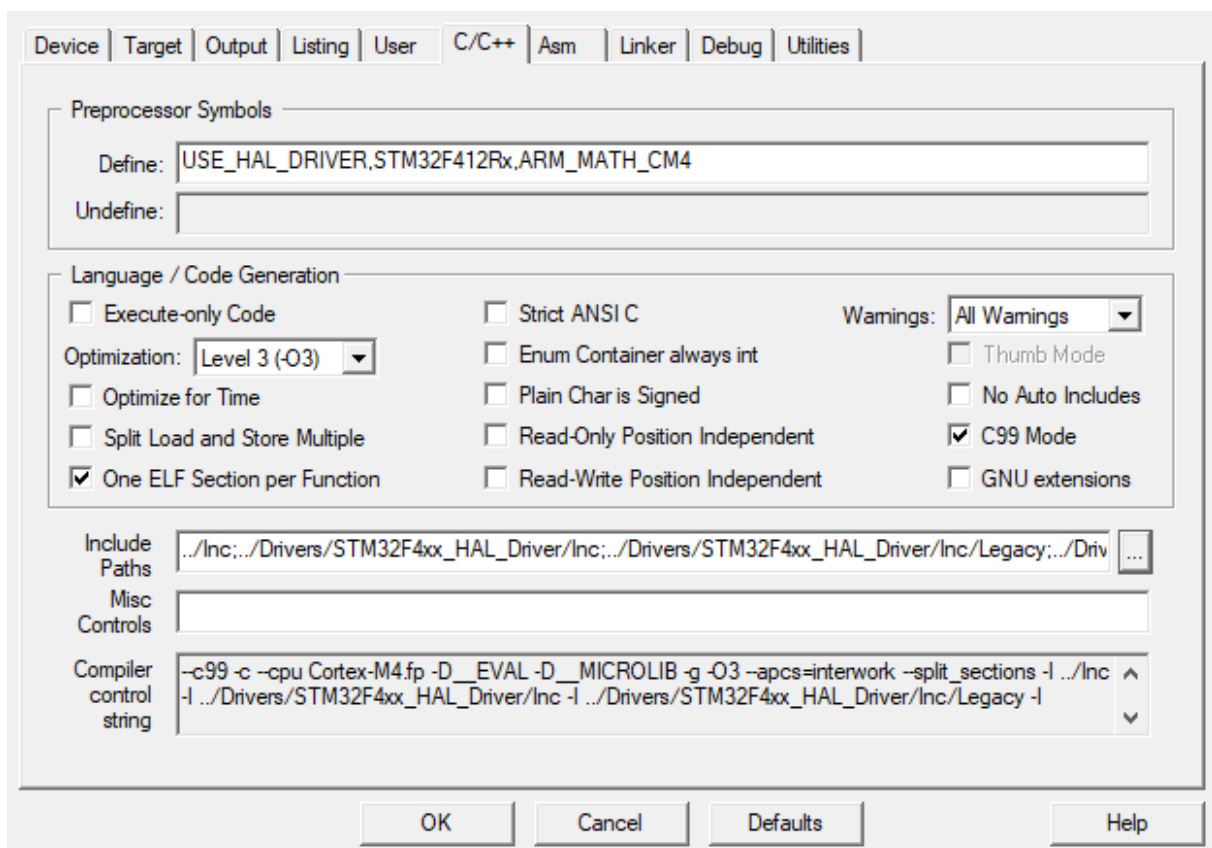 Device Target Output Listing User C/C++ Asm Linker Debug Utilities
Preprocessor Symbols
Define: USE_HAL_DRIVER,STM32F412Rx,ARM_MATH_CM4
Undefine:
Language / Code Generation
Execute-only Code Strict ANSI C Warnings: All Warnings
Optimization: Level 3 (-O3) Enum Container always int Thumb Mode
Optimize for Time Plain Char is Signed No Auto Includes
Split Load and Store Multiple Read-Only Position Independent C99 Mode
One ELF Section per Function Read-Write Position Independent GNU extensions
Include
Paths
../Inc;../Drivers/STM32F4xx_HAL_Driver/Inc;../Drivers/STM32F4xx_HAL_Driver/Inc/Legacy;../Driv ...
Misc
Controls
Compiler
control
string
--c99 -c --cpu Cortex-M4.fp -D__EVAL -D__MICROLIB -g -O3 --apcs=interwork --split_sections -I ../Inc
-I ../Drivers/STM32F4xx_HAL_Driver/Inc -I ../Drivers/STM32F4xx_HAL_Driver/Inc/Legacy -I
OK Cancel Defaults Help